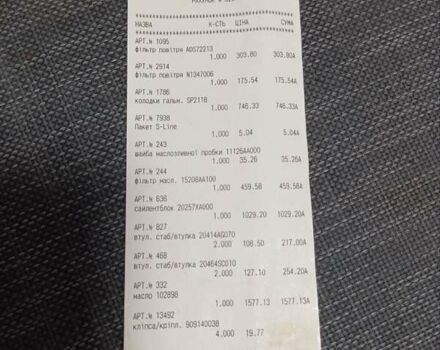 НАЗВА К-СТЬ ЦІНА СУМА
АРТ.№ 1095
фільтр повітря ADS72213
1.000 303.80 303.80А
АРТ.№ 2914
фільтр повітря N1347006
1.000 175.54 175.54А
АРТ.№ 1786
колодки гальм. SP2118
1.000 746.33 746.33А
АРТ.№ 7938
Пакет S-Line
1.000 5.04 5.04А
АРТ.№ 243
шайба маслозливної пробки 11126AA000
1.000 35.26 35.26А
АРТ.№ 244
фільтр масл. 15208AA100
1.000 459.58 459.58А
АРТ.№ 636
сайлентблок 20257XA000
1.000 1029.20 1029.20А
АРТ.№ 827
втул. стаб/втулка 20414AG070
2.000 108.50 217.00А
АРТ.№ 468
втул. стаб/втулка 20464SC010
2.000 127.10 254.20А
АРТ.№ 332
масло 102898
1.000 1577.13 1577.13А
АРТ.№ 13492
кліпса/кріпл. 909140038
4.000 19.77